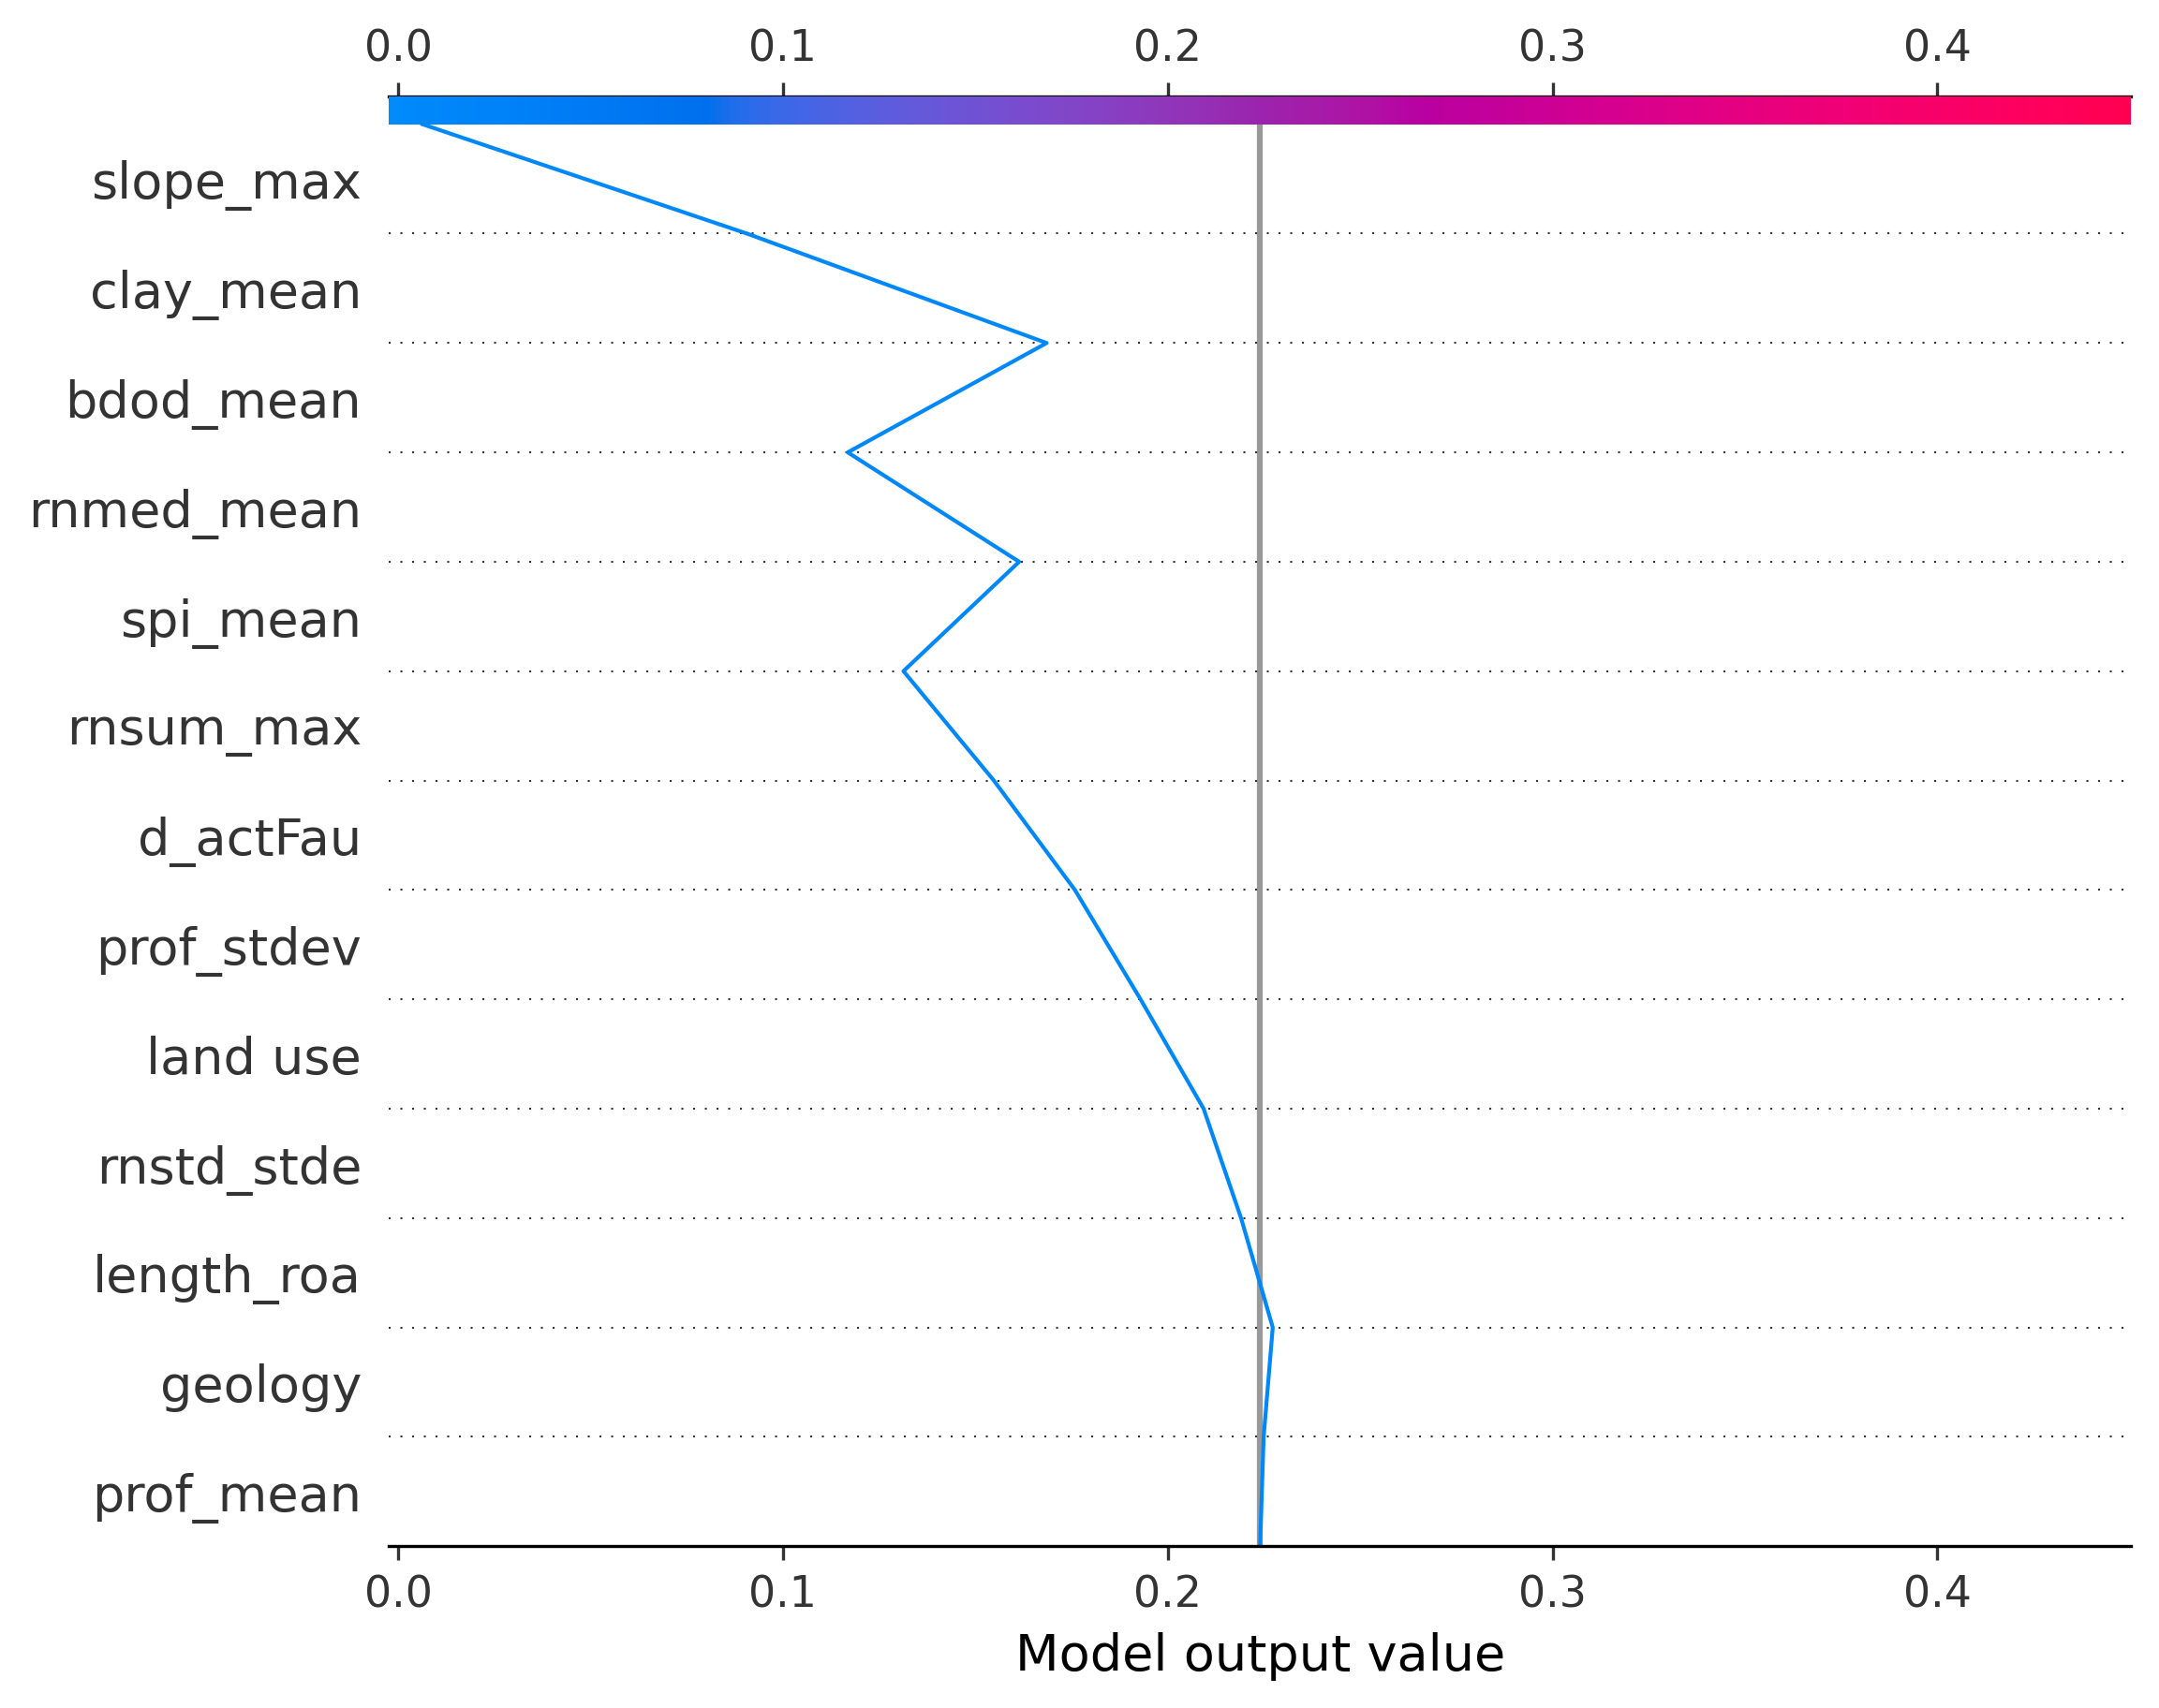 0.0 0.1 0.2 0.3 0.4
slope_max
clay_mean
bdod_mean
rnmed_mean
spi_mean
rnsum_max
d_actFau
prof_stdev
land use
rnstd_stde
length_roa
geology
prof_mean
0.0 0.1 0.2 0.3 0.4
Model output value